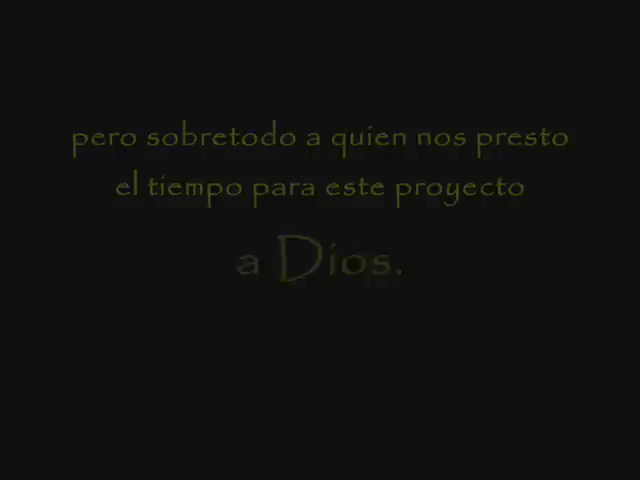 pero sobretodo a quien nos presto
el tiempo para este proyecto
a Dios.